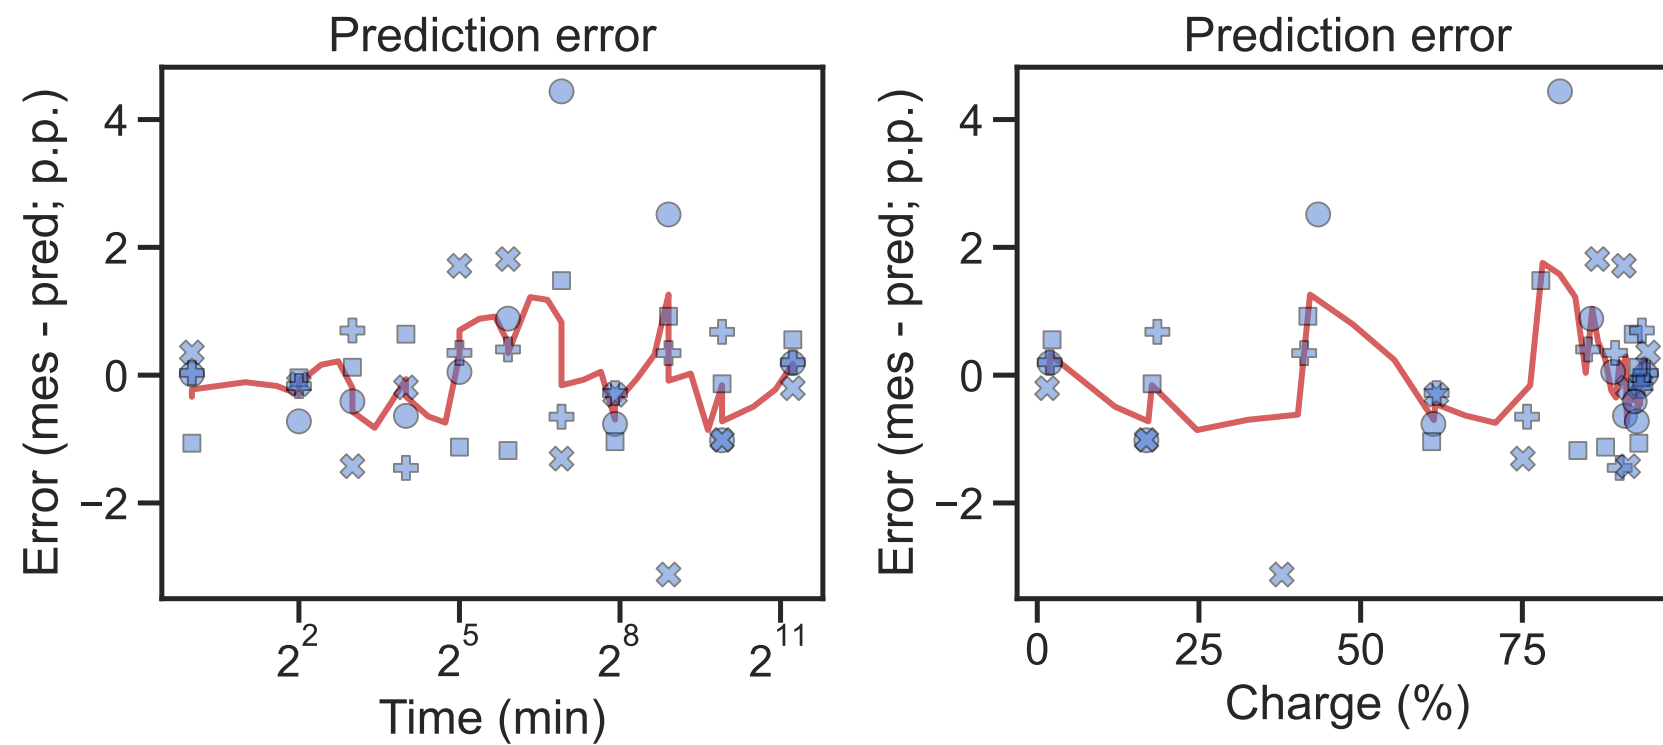 Prediction error
Error (mes - pred; p.p.)
4
2
0
−2
2^2 2^5 2^8 2^11
Time (min)
Prediction error
Error (mes - pred; p.p.)
4
2
0
−2
0 25 50 75
Charge (%)